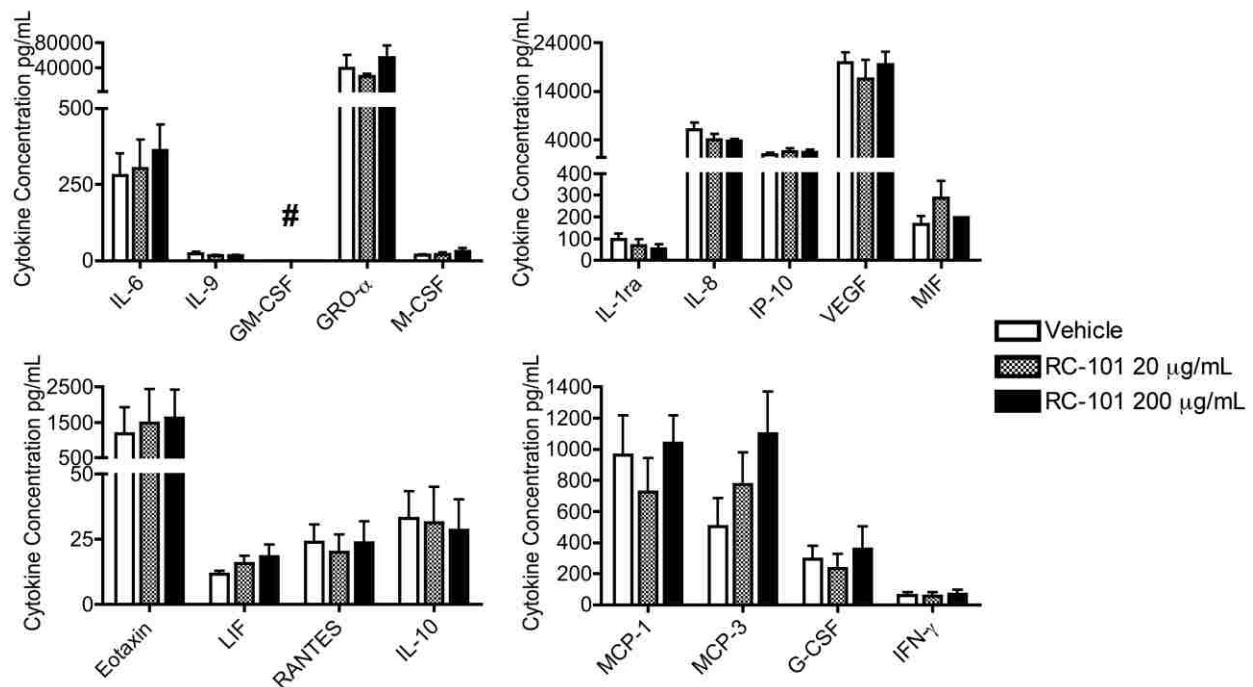 Cytokine Concentration pg/mL
80000
40000
500
250
0
#
IL-6
IL-9
GM-CSF
GRO-α
M-CSF
Cytokine Concentration pg/mL
24000
14000
4000
400
300
200
100
0
IL-1ra
IL-8
IP-10
VEGF
MIF
Vehicle
RC-101 20 μg/mL
RC-101 200 μg/mL
Cytokine Concentration pg/mL
2500
1500
500
50
25
0
Eotaxin
LIF
RANTES
IL-10
Cytokine Concentration pg/mL
1400
1200
1000
800
600
400
200
0
MCP-1
MCP-3
G-CSF
IFN-γ